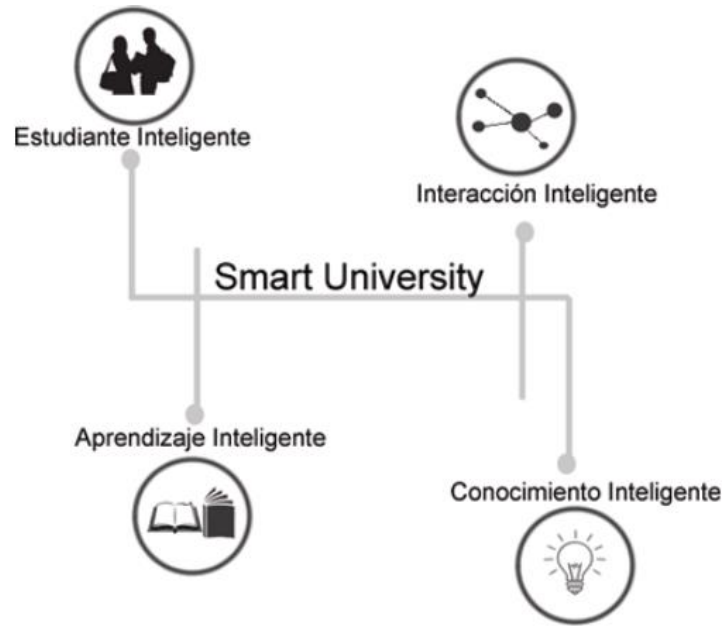 Estudiante Inteligente
Interacción Inteligente
Smart University
Aprendizaje Inteligente
Conocimiento Inteligente